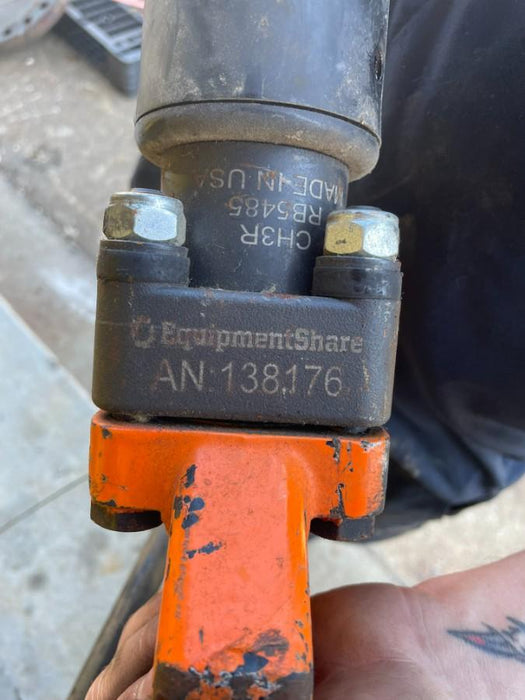 CH3R
RB5485
MADE-IN USA
EquipmentShare
AN:138176